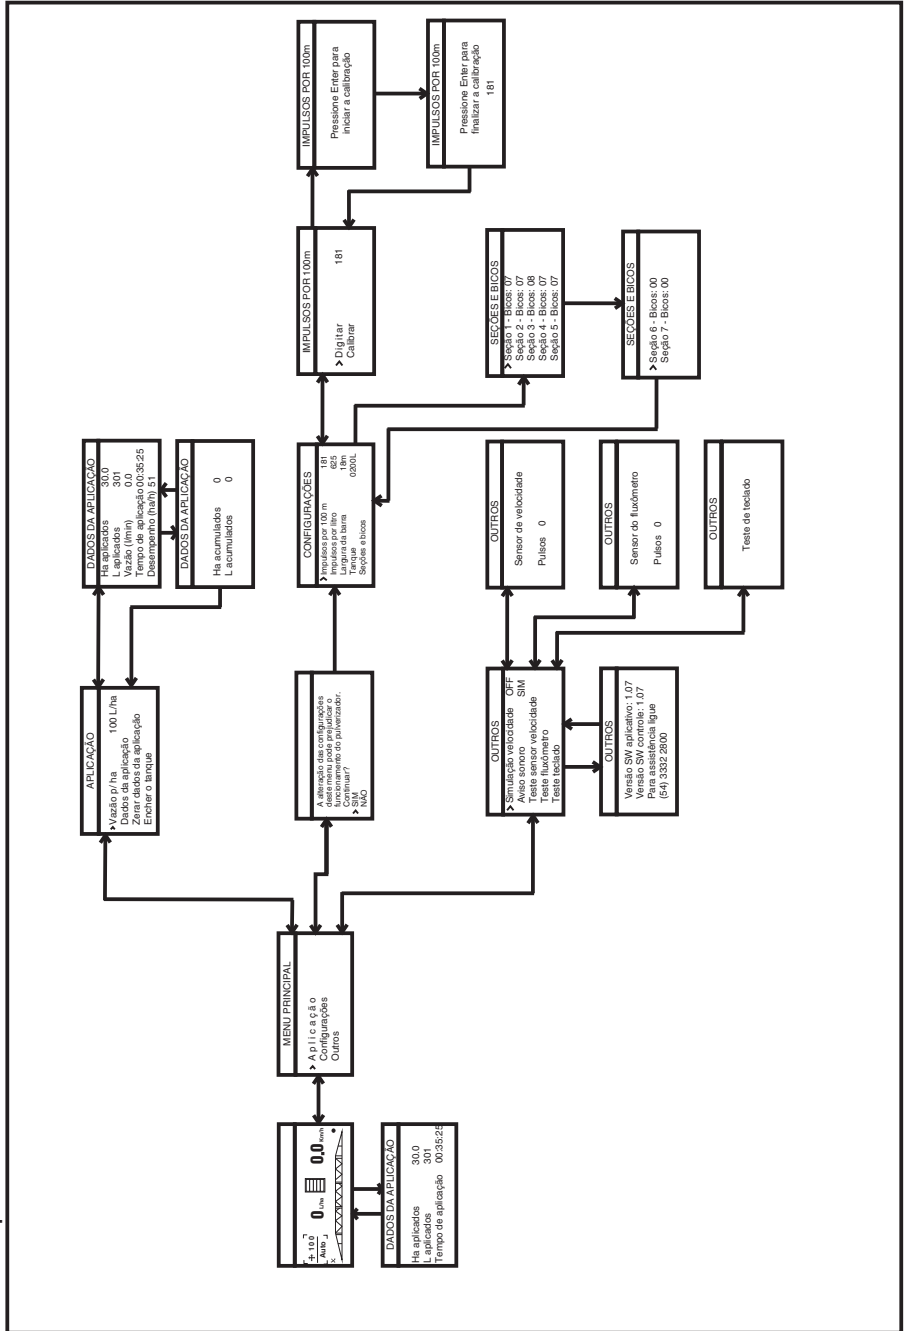 + 100
Auto
0 L/ha
0,0 Km/h
×
DADOS DA APLICAÇÃO
Ha aplicados 30.0
L aplicados 301
Tempo de aplicação 00:35:25
MENU PRINCIPAL
> Aplicação
Configurações
Outros
APLICAÇÃO
> Vazão p/ ha 100 L/ha
Dados da aplicação
Zerar dados da aplicação
Encher o tanque
DADOS DA APLICAÇÃO
Ha aplicados 30.0
L aplicados 301
Vazão (l/min) 0.0
Tempo de aplicação 00:35:25
Desempenho (ha/h) 51
DADOS DA APLICAÇÃO
Ha acumulados 0
L acumulados 0
A alteração das configurações
deste menu pode prejudicar o
funcionamento do pulverizador.
Continuar?
> SIM
NÃO
CONFIGURAÇÕES
> Impulsos por 100 m 181
Impulsos por litro 625
Largura da barra 18m
Tanque 0200L
Seções e bicos
IMPULSOS POR 100m
> Digitar 181
Calibrar
IMPULSOS POR 100m
Pressione Enter para
iniciar a calibração
IMPULSOS POR 100m
Pressione Enter para
finalizar a calibração
181
SEÇÕES E BICOS
> Seção 1 - Bicos: 07
Seção 2 - Bicos: 07
Seção 3 - Bicos: 08
Seção 4 - Bicos: 07
Seção 5 - Bicos: 07
SEÇÕES E BICOS
> Seção 6 - Bicos: 00
Seção 7 - Bicos: 00
OUTROS
> Simulação velocidade OFF
Aviso sonoro SIM
Teste sensor velocidade
Teste fluxômetro
Teste teclado
OUTROS
Versão SW aplicativo: 1.07
Versão SW controle: 1.07
Para assistência ligue
(54) 3332 2800
OUTROS
Sensor de velocidade
Pulsos 0
OUTROS
Sensor do fluxômetro
Pulsos 0
OUTROS
Teste de teclado